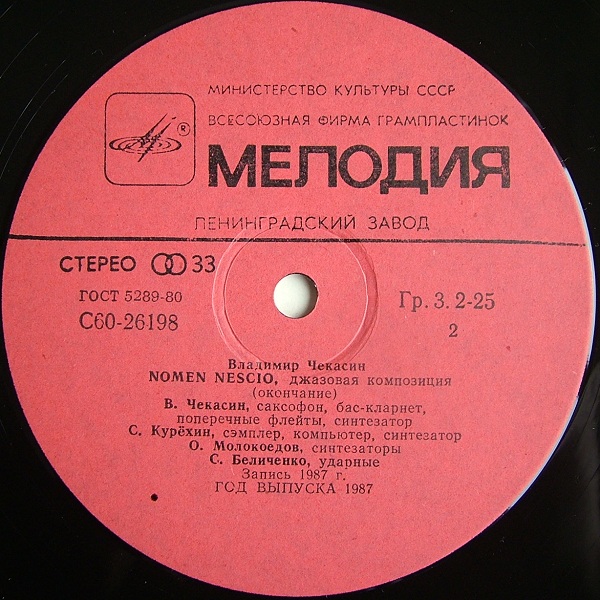 МИНИСТЕРСТВО КУЛЬТУРЫ СССР
ВСЕСОЮЗНАЯ ФИРМА ГРАМПЛАСТИНОК
®
МЕЛОДИЯ
ЛЕНИНГРАДСКИЙ ЗАВОД
СТЕРЕО 33
ГОСТ 5289-80
Гр. 3. 2-25
С60-26198
2
Владимир Чекасин
NOMEN NESCIO, джазовая композиция
(окончание)
В. Чекасин, саксофон, бас-кларнет,
поперечные флейты, синтезатор
С. Курёхин, сэмплер, компьютер, синтезатор
О. Молокоедов, синтезаторы
С. Беличенко, ударные
Запись 1987 г.
ГОД ВЫПУСКА 1987